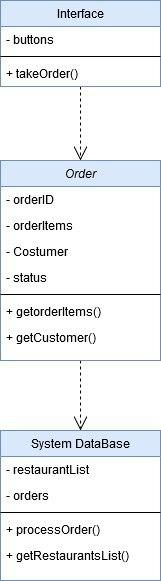 Interface
- buttons
+ takeOrder()
Order
- orderID
- orderItems
- Costumer
- status
+ getorderItems()
+ getCustomer()
System DataBase
- restaurantList
- orders
+ processOrder()
+ getRestaurantsList()